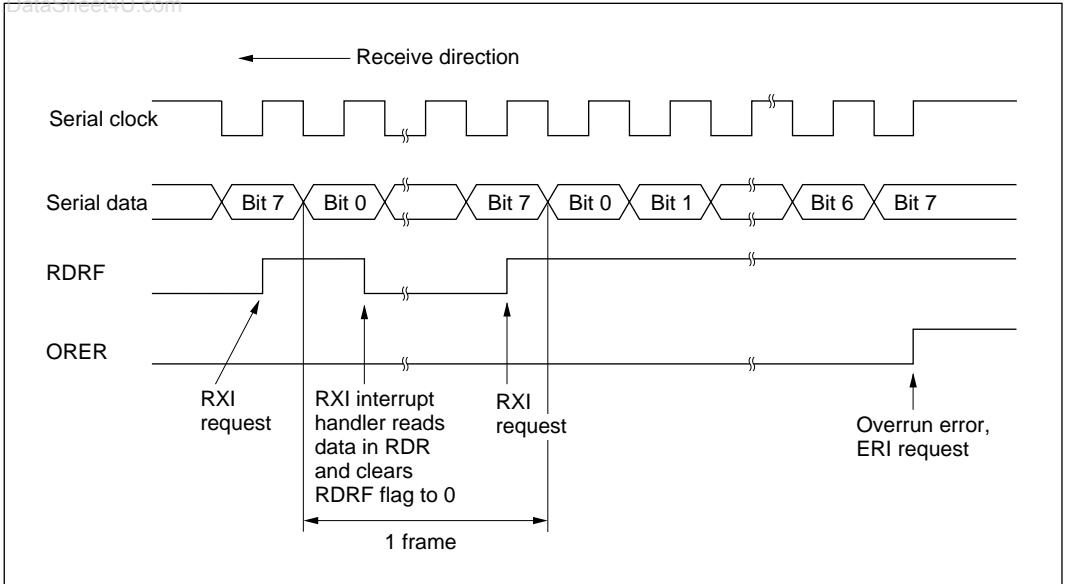 DataSheet4U.com
Receive direction
Serial clock
Serial data
Bit 7
Bit 0
Bit 7
Bit 0
Bit 1
Bit 6
Bit 7
RDRF
ORER
RXI
request
RXI interrupt
handler reads
data in RDR
and clears
RDRF flag to 0
RXI
request
Overrun error,
ERI request
1 frame